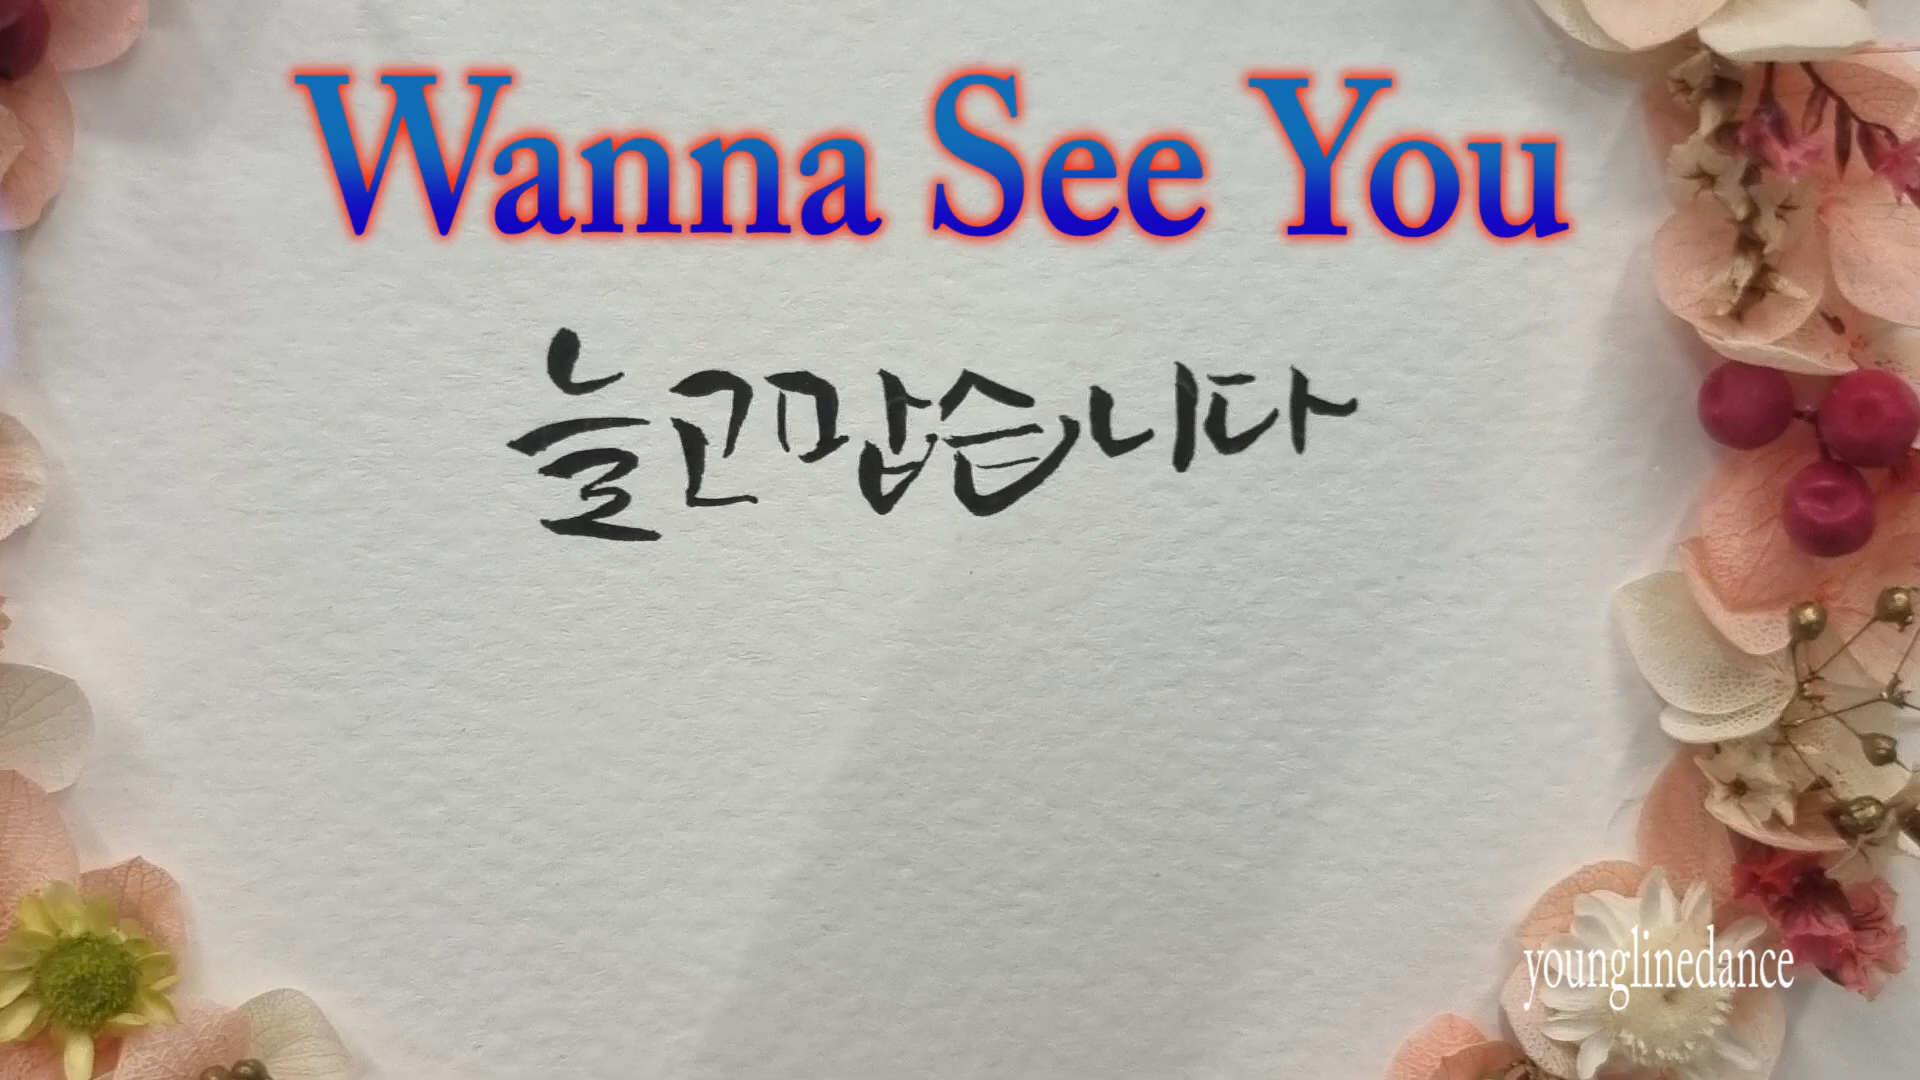 Wanna See You
늘 고맙습니다
younglinedance